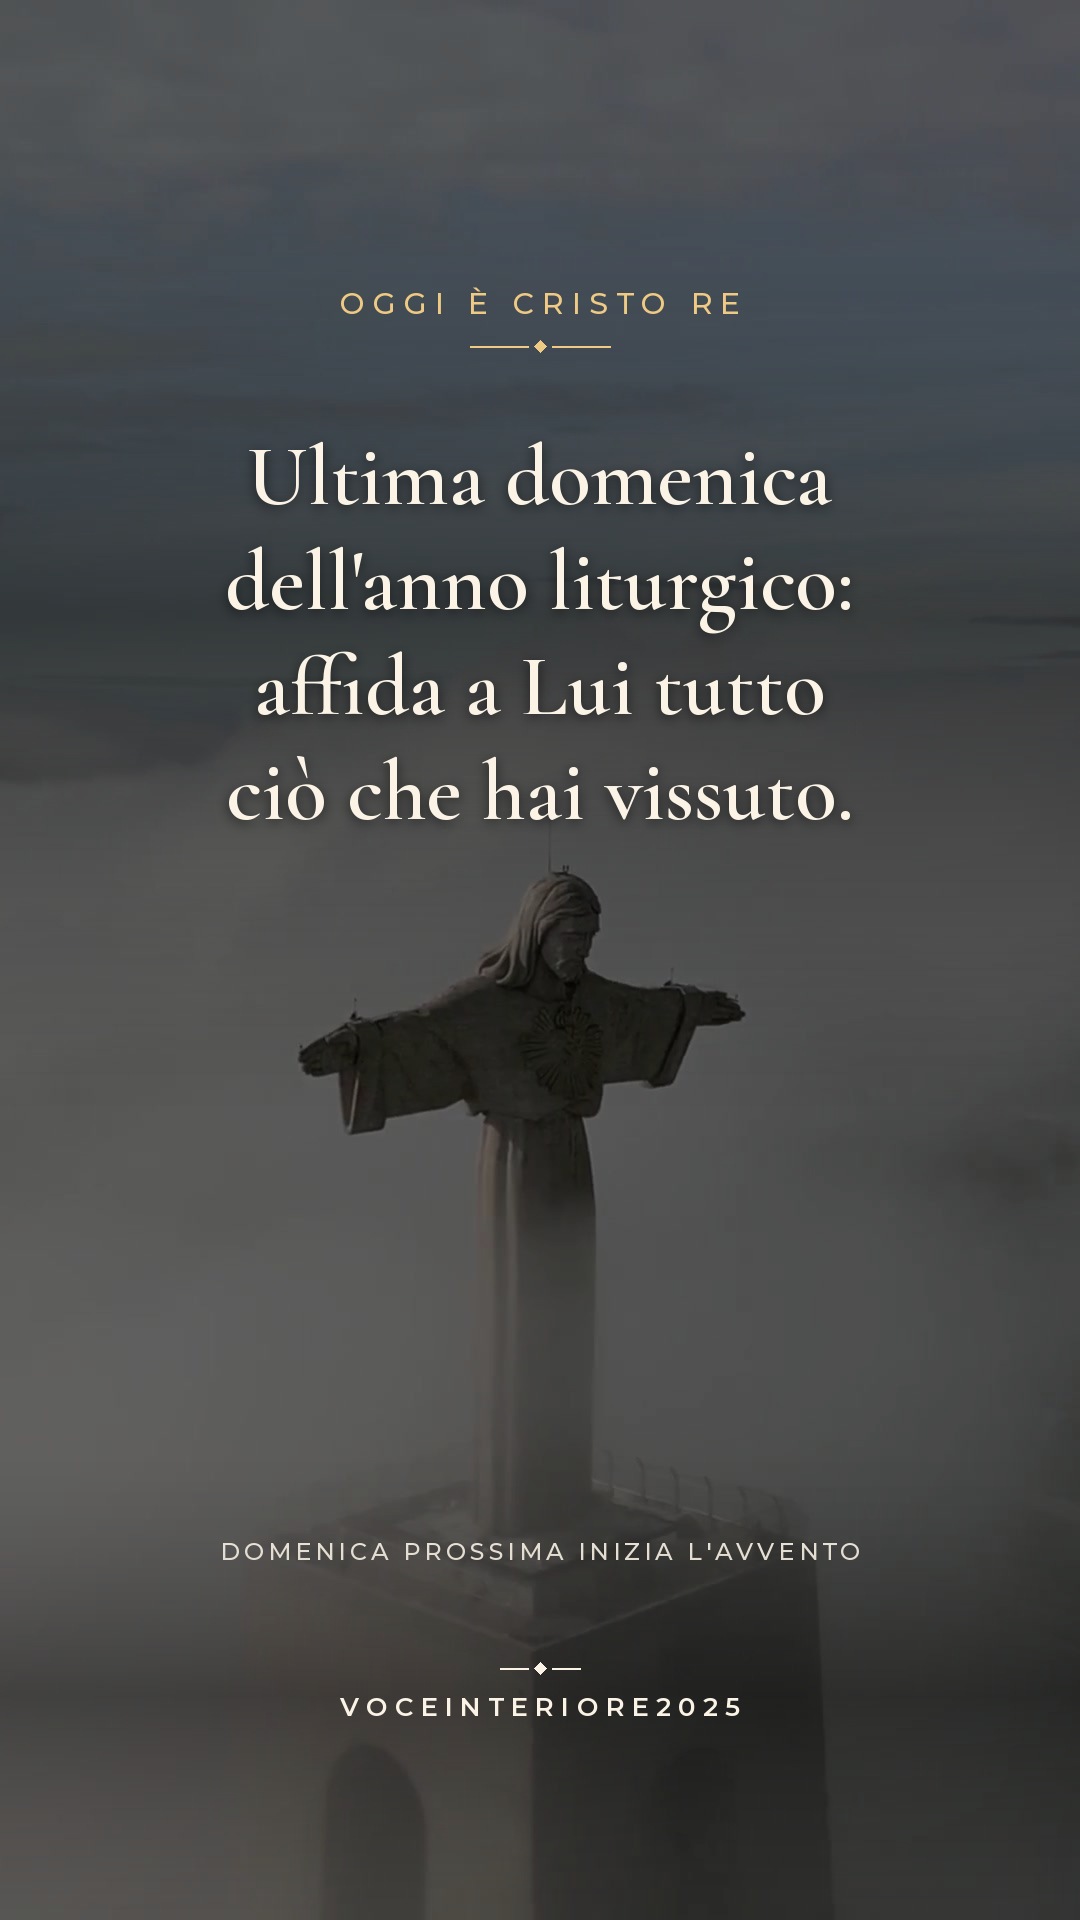 OGGI È CRISTO RE
Ultima domenica
dell'anno liturgico:
affida a Lui tutto
ciò che hai vissuto.
DOMENICA PROSSIMA INIZIA L'AVVENTO
VOCEINTERIORE2025